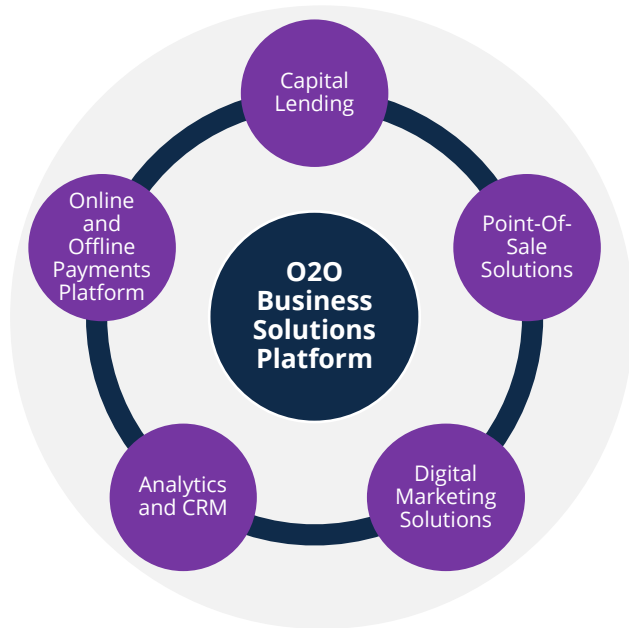 Capital
Lending
Point-Of-
Sale
Solutions
Digital
Marketing
Solutions
Analytics
and CRM
Online
and
Offline
Payments
Platform
O2O
Business
Solutions
Platform